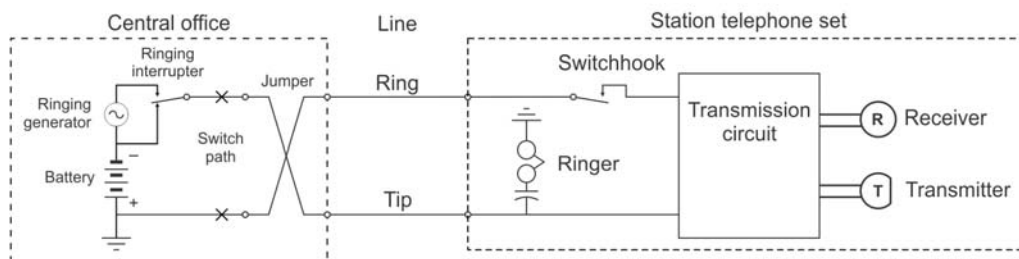 Central office
Line
Station telephone set
Ringing
interrupter
Jumper
Ring
Switchhook
Ringing
generator
Transmission
circuit
R
Receiver
Switch
path
Ringer
−
Battery
+
Tip
T
Transmitter